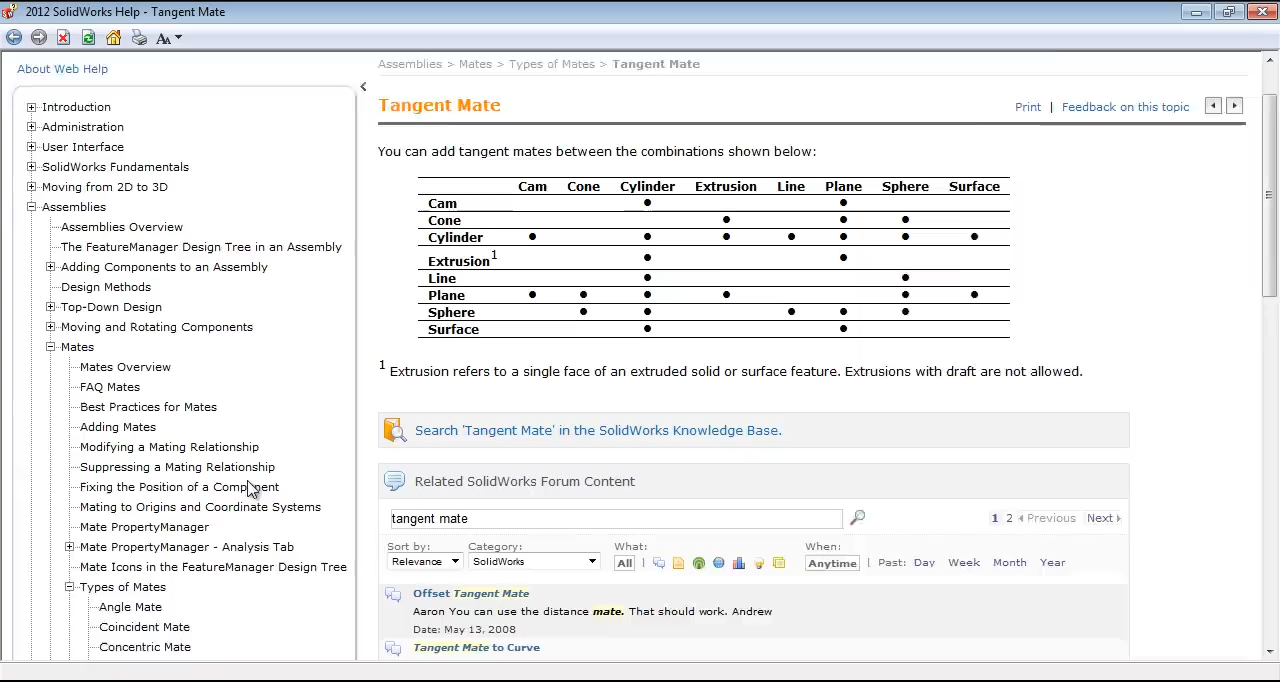 2012 SolidWorks Help - Tangent Mate
AA
About Web Help
Introduction
Administration
User Interface
SolidWorks Fundamentals
Moving from 2D to 3D
Assemblies
Assemblies Overview
The FeatureManager Design Tree in an Assembly
Adding Components to an Assembly
Design Methods
Top-Down Design
Moving and Rotating Components
Mates
Mates Overview
FAQ Mates
Best Practices for Mates
Adding Mates
Modifying a Mating Relationship
Suppressing a Mating Relationship
Fixing the Position of a Component
Mating to Origins and Coordinate Systems
Mate PropertyManager
Mate PropertyManager - Analysis Tab
Mate Icons in the FeatureManager Design Tree
Types of Mates
Angle Mate
Coincident Mate
Concentric Mate
Assemblies > Mates > Types of Mates > Tangent Mate
Tangent Mate
Print | Feedback on this topic
You can add tangent mates between the combinations shown below:
Cam Cone Cylinder Extrusion Line Plane Sphere Surface
Cam ● ●
Cone ● ● ●
Cylinder ● ● ● ● ● ● ●
Extrusion1 ● ●
Line ● ●
Plane ● ● ● ● ● ●
Sphere ● ● ● ● ●
Surface ● ●
1 Extrusion refers to a single face of an extruded solid or surface feature. Extrusions with draft are not allowed.
Search 'Tangent Mate' in the SolidWorks Knowledge Base.
Related SolidWorks Forum Content
tangent mate
1 2 Previous Next
Sort by: Category: What: When:
Relevance SolidWorks All | Anytime | Past: Day Week Month Year
Offset Tangent Mate
Aaron You can use the distance mate. That should work. Andrew
Date: May 13, 2008
Tangent Mate to Curve